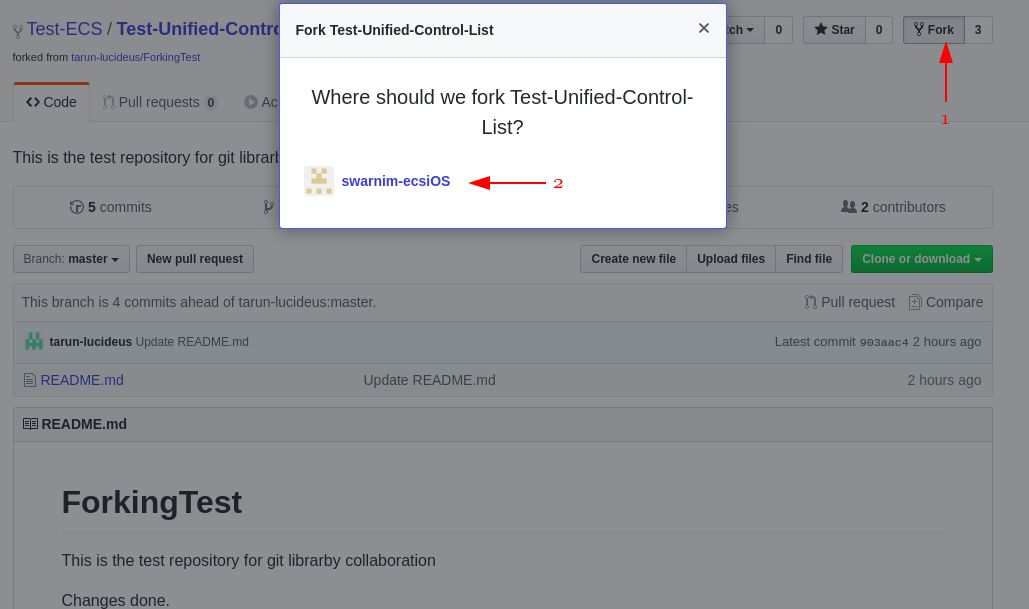 Test-ECS / Test-Unified-Contro
forked from tarun-lucideus/ForkingTest
tch 0 Star 0 Fork 3
1
Code Pull requests 0 Ac
Fork Test-Unified-Control-List ×
Where should we fork Test-Unified-Control-
List?
swarnim-ecsiOS 2
This is the test repository for git librarb
5 commits es 2 contributors
Branch: master New pull request Create new file Upload files Find file Clone or download
This branch is 4 commits ahead of tarun-lucideus:master. Pull request Compare
tarun-lucideus Update README.md Latest commit 903aac4 2 hours ago
README.md Update README.md 2 hours ago
README.md
ForkingTest
This is the test repository for git librarby collaboration
Changes done.